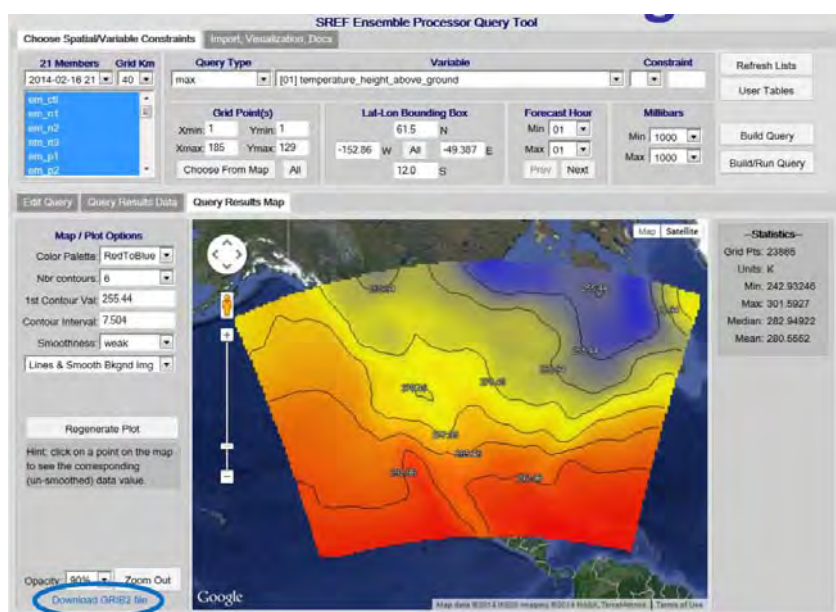 SREF Ensemble Processor Query Tool
Choose Spatial/Variable Constraints Import, Visualization, Docs
21 Members Grid Km Query Type Variable Constraint
2014-02-16 21 40 max [01] temperature_height_above_ground
Refresh Lists
User Tables
em_ctl
em_n1
em_n2
em_n3
em_p1
em_p2
Grid Point(s) Lat-Lon Bounding Box Forecast Hour Millibars
Xmin: 1 Ymin: 1 61.5 N Min 01 Min 1000
Xmax: 185 Ymax: 129 -152.86 W All -49.387 E Max 01 Max 1000
Choose From Map All 12.0 S Prev Next
Build Query
Build/Run Query
Edit Query Query Results Data Query Results Map
Map / Plot Options
Color Palette: RedToBlue
Nbr contours: 6
1st Contour Val: 255.44
Contour Interval: 7.504
Smoothness: weak
Lines & Smooth Bkgnd Img
Regenerate Plot
Hint: click on a point on the map
to see the corresponding
(un-smoothed) data value.
Opacity: 90% Zoom Out
Download GRIB2 file
Map Satellite
Google
Terms of Use
--Statistics--
Grid Pts: 23865
Units: K
Min: 242.93246
Max: 301.5927
Median: 282.94922
Mean: 280.5552